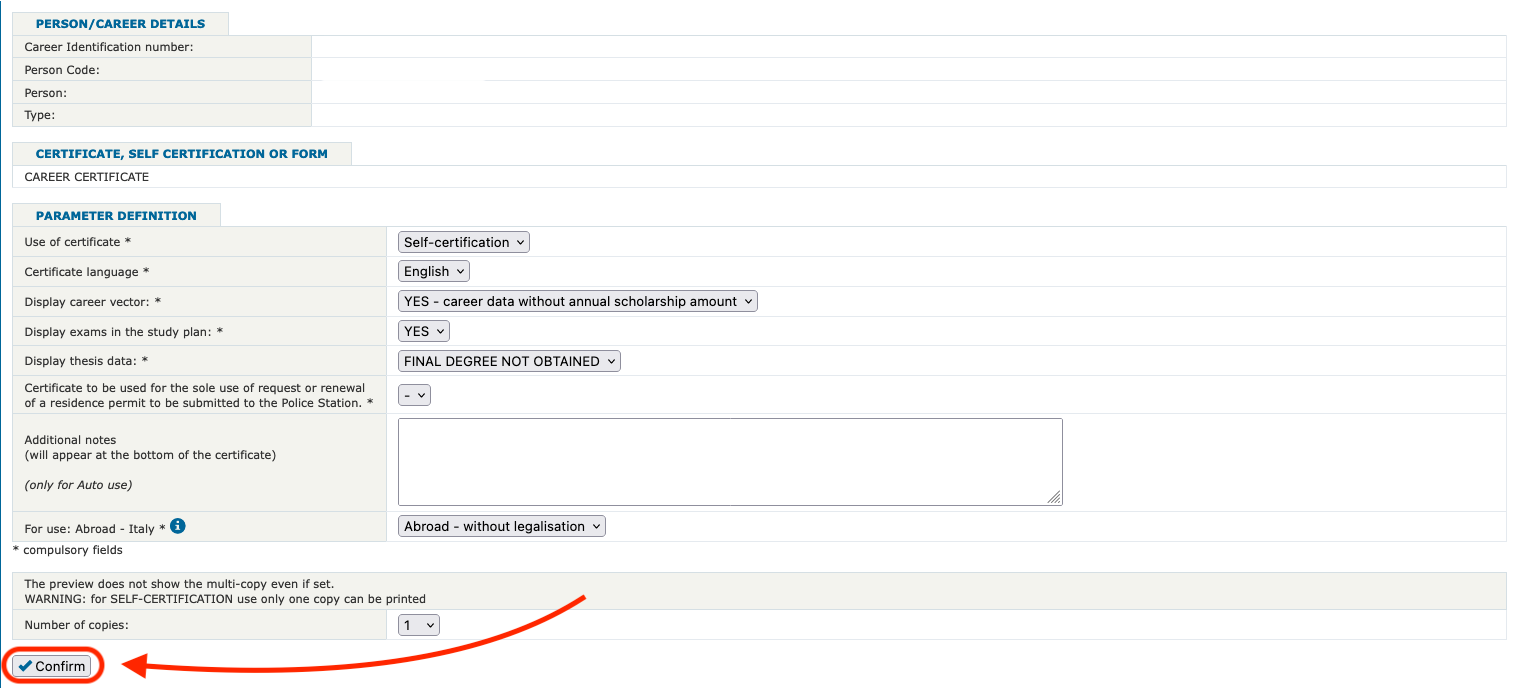 PERSON/CAREER DETAILS
Career Identification number:
Person Code:
Person:
Type:
CERTIFICATE, SELF CERTIFICATION OR FORM
CAREER CERTIFICATE
PARAMETER DEFINITION
Use of certificate * Self-certification
Certificate language * English
Display career vector: * YES - career data without annual scholarship amount
Display exams in the study plan: * YES
Display thesis data: * FINAL DEGREE NOT OBTAINED
Certificate to be used for the sole use of request or renewal
of a residence permit to be submitted to the Police Station. * -
Additional notes
(will appear at the bottom of the certificate)
(only for Auto use)
For use: Abroad - Italy * i Abroad - without legalisation
* compulsory fields
The preview does not show the multi-copy even if set.
WARNING: for SELF-CERTIFICATION use only one copy can be printed
Number of copies: 1
Confirm